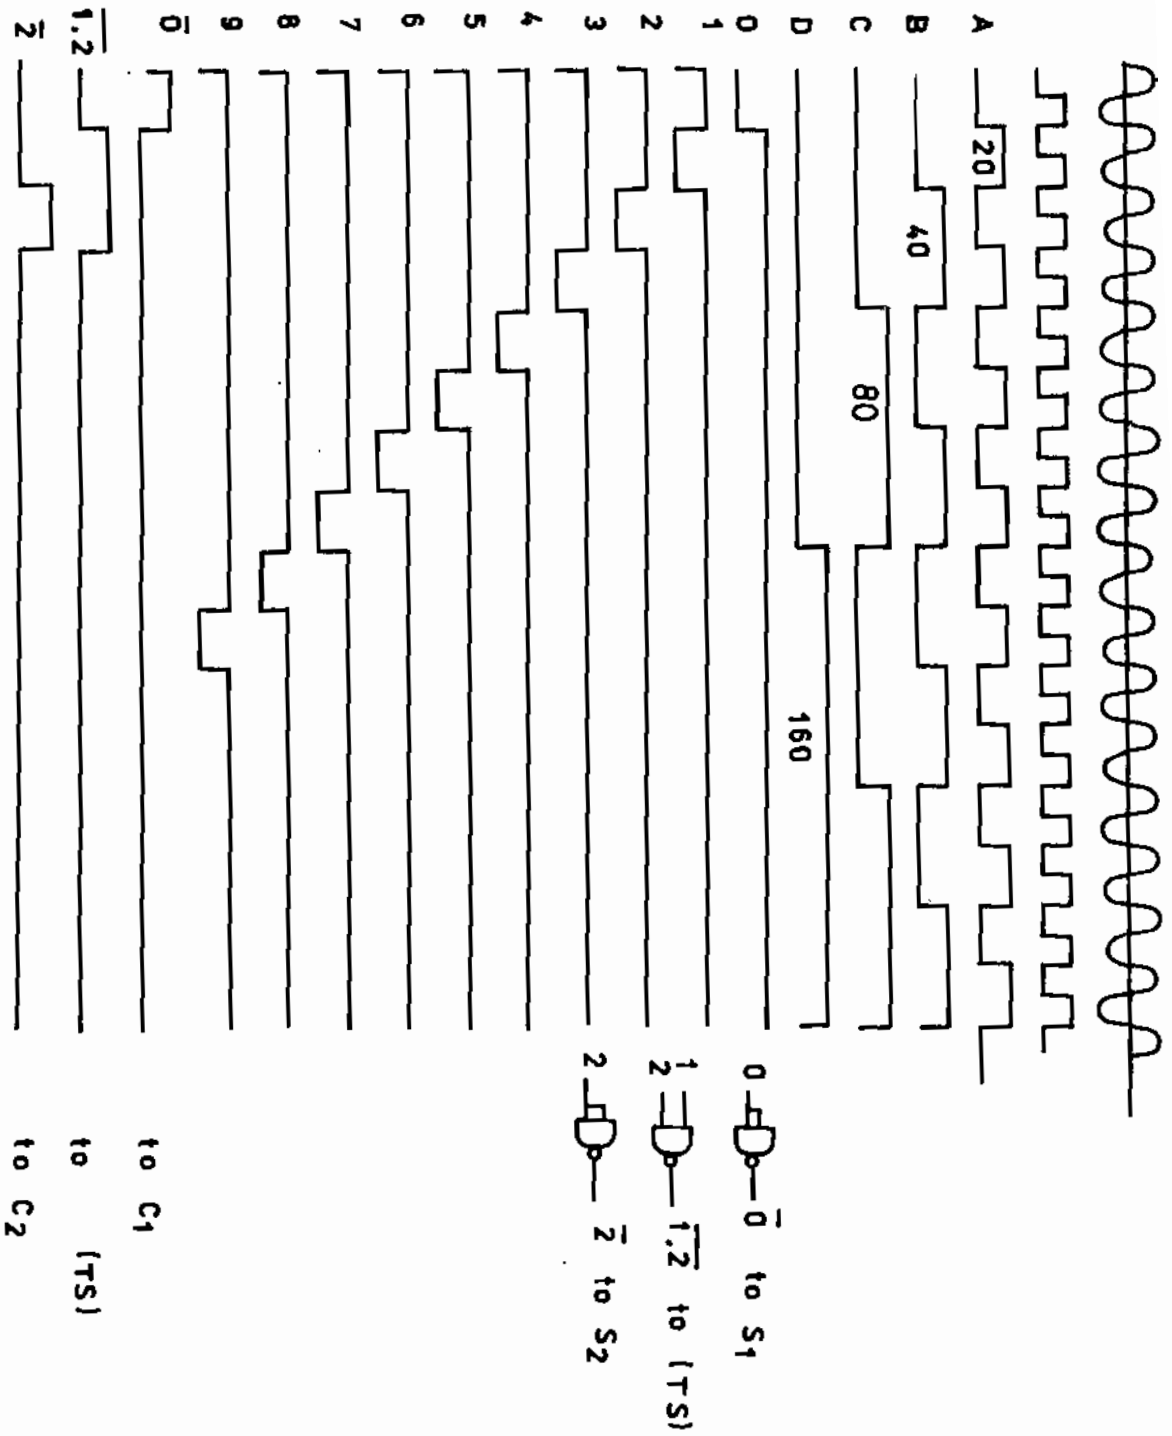 A 20
B 40
C 80
D 160
0
1
2
3
4
5
6
7
8
9
0̅
1̅,̅2̅
2̅
0 0̅ to S1
1
2 1̅.̅2̅ to (TS)
2 2̅ to S2
to C1
to (TS)
to C2